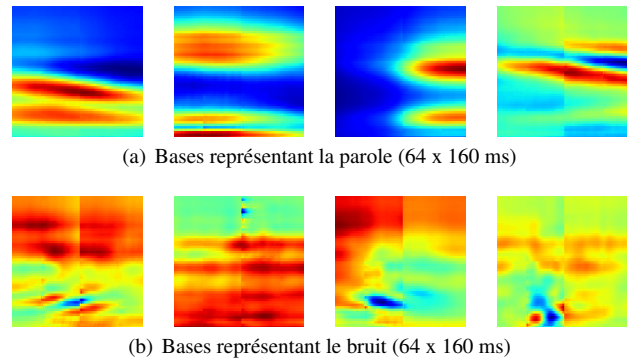 (a) Bases représentant la parole (64 x 160 ms)
(b) Bases représentant le bruit (64 x 160 ms)